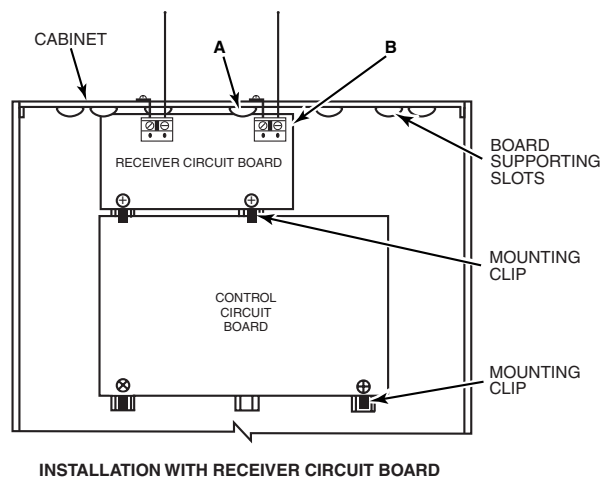 CABINET
A
B
RECEIVER CIRCUIT BOARD
BOARD
SUPPORTING
SLOTS
MOUNTING
CLIP
CONTROL
CIRCUIT
BOARD
MOUNTING
CLIP
INSTALLATION WITH RECEIVER CIRCUIT BOARD